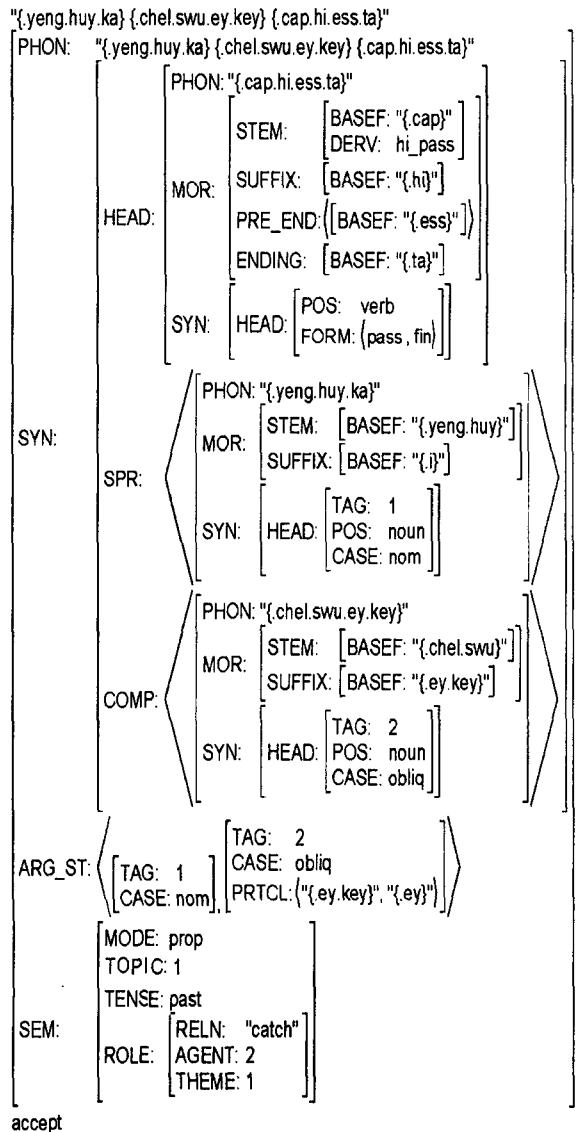 "{.yeng.huy.ka} {.chel.swu.ey.key} {.cap.hi.ess.ta}"
PHON: "{.yeng.huy.ka} {.chel.swu.ey.key} {.cap.hi.ess.ta}"
PHON: "{.cap.hi.ess.ta}"
BASEF: "{.cap}"
STEM:
DERV: hi_pass
MOR: SUFFIX: [BASEF: "{.hi}"]
HEAD: PRE_END: ⟨[BASEF: "{.ess}"]⟩
ENDING: [BASEF: "{.ta}"]
POS: verb
SYN: HEAD:
FORM: ⟨pass, fin⟩
PHON: "{.yeng.huy.ka}"
STEM: [BASEF: "{.yeng.huy}"]
MOR:
SUFFIX: [BASEF: "{.i}"]
SYN:
SPR:
TAG: 1
SYN: HEAD: POS: noun
CASE: nom
PHON: "{.chel.swu.ey.key}"
STEM: [BASEF: "{.chel.swu}"]
MOR:
SUFFIX: [BASEF: "{.ey.key}"]
COMP:
TAG: 2
SYN: HEAD: POS: noun
CASE: obliq
TAG: 2
ARG_ST: TAG: 1 CASE: obliq
CASE: nom, PRTCL: ⟨"{.ey.key}", "{.ey}"⟩
MODE: prop
TOPIC: 1
TENSE: past
SEM: RELN: "catch"
ROLE: AGENT: 2
THEME: 1
accept